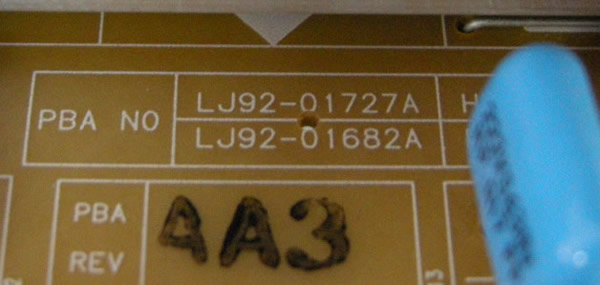 PBA NO
LJ92-01727A
LJ92-01682A
H
PBA REV
AA3